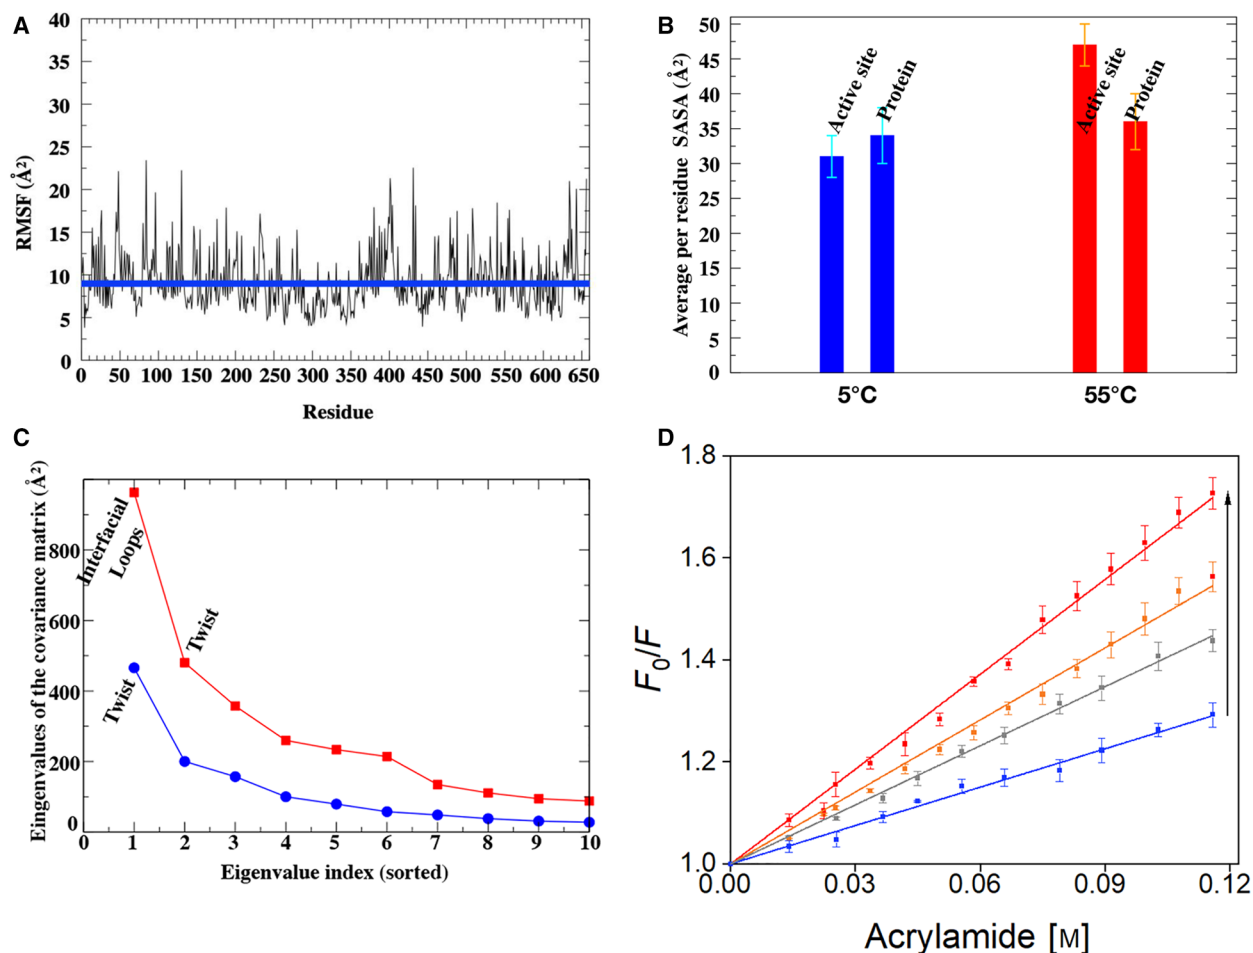 A
RMSF (Å²)
40
35
30
25
20
15
10
5
0
0 50 100 150 200 250 300 350 400 450 500 550 600 650
Residue
B
Average per residue SASA (Å²)
50
45
40
35
30
25
20
15
10
5
0
Active site
Protein
Active site
Protein
5°C
55°C
C
Eingenvalues of the covariance matrix (Å²)
800
600
400
200
0
Interfacial
Loops
Twist
Twist
0 1 2 3 4 5 6 7 8 9 10
Eigenvalue index (sorted)
D
F₀/F
1.8
1.6
1.4
1.2
1.0
0.00 0.03 0.06 0.09 0.12
Acrylamide [M]